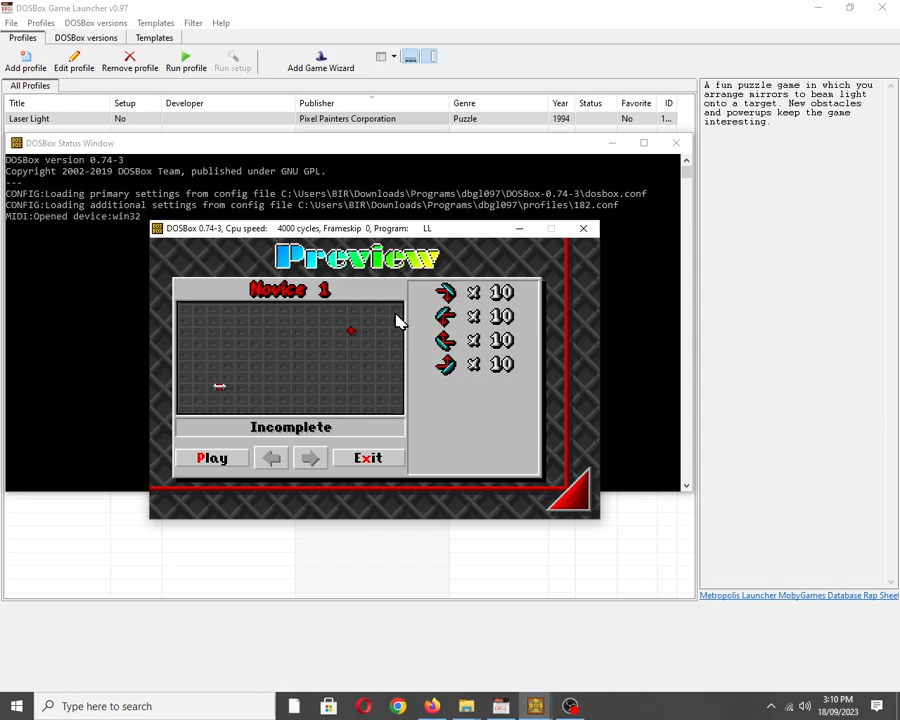 DOSBox Game Launcher v0.97
File Profiles DOSBox versions Templates Filter Help
Profiles DOSBox versions Templates
Add profile Edit profile Remove profile Run profile Run setup Add Game Wizard
All Profiles
Title Setup Developer Publisher Genre Year Status Favorite ID
Laser Light No Pixel Painters Corporation Puzzle 1994 No 1...
A fun puzzle game in which you
arrange mirrors to beam light
onto a target. New obstacles
and powerups keep the game
interesting.
DOSBox Status Window
DOSBox version 0.74-3
Copyright 2002-2019 DOSBox Team, published under GNU GPL.
---
CONFIG:Loading primary settings from config file C:\Users\BIR\Downloads\Programs\dbgl097\DOSBox-0.74-3\dosbox.conf
CONFIG:Loading additional settings from config file C:\Users\BIR\Downloads\Programs\dbgl097\profiles\182.conf
MIDI:Opened device:win32
DOSBox 0.74-3, Cpu speed: 4000 cycles, Frameskip 0, Program: LL
Preview
Novice 1
x 10
x 10
x 10
x 10
Incomplete
Play Exit
Metropolis Launcher MobyGames Database Rap Sheet
Type here to search
3:10 PM
18/09/2023